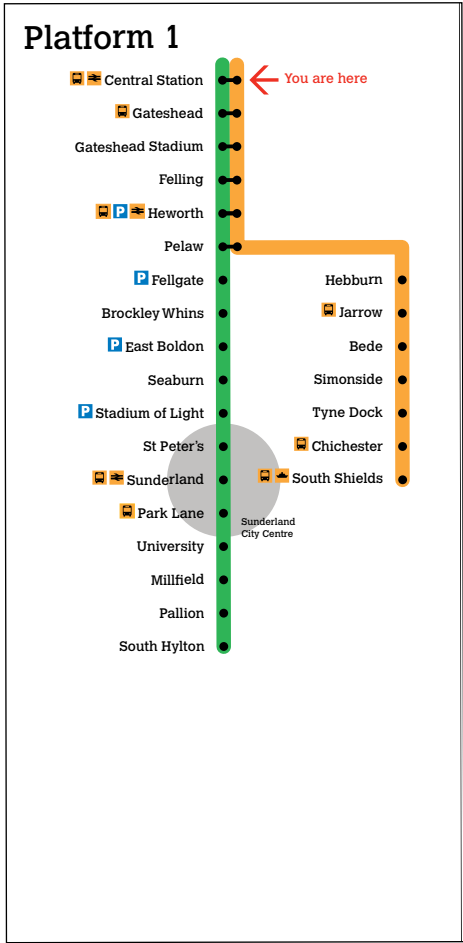 Platform 1
Central Station
You are here
Gateshead
Gateshead Stadium
Felling
P Heworth
Pelaw
P Fellgate
Hebburn
Brockley Whins
Jarrow
P East Boldon
Bede
Seaburn
Simonside
P Stadium of Light
Tyne Dock
St Peter's
Chichester
Sunderland
South Shields
Park Lane
Sunderland
City Centre
University
Millfield
Pallion
South Hylton